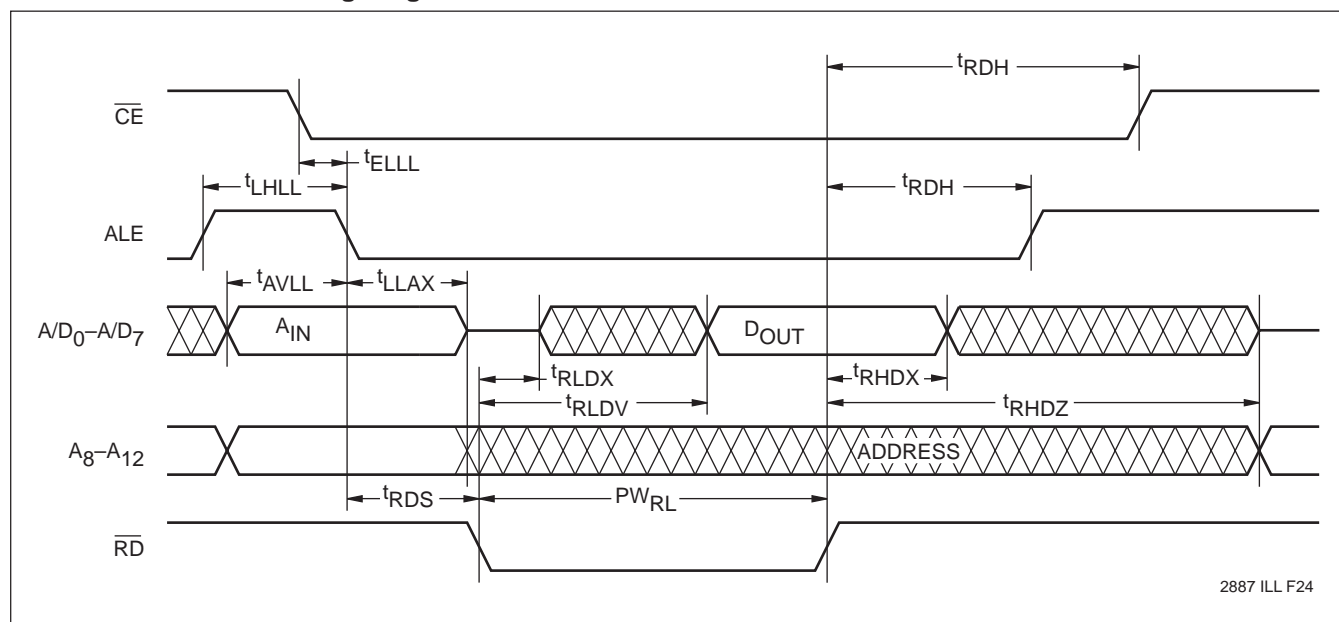 tRDH
CE
tELLL
tLHLL
tRDH
ALE
tAVLL
tLLAX
A/D0–A/D7
AIN
DOUT
tRLDX
tRHDX
tRLDV
tRHDZ
A8–A12
ADDRESS
tRDS
PWRL
RD
2887 ILL F24